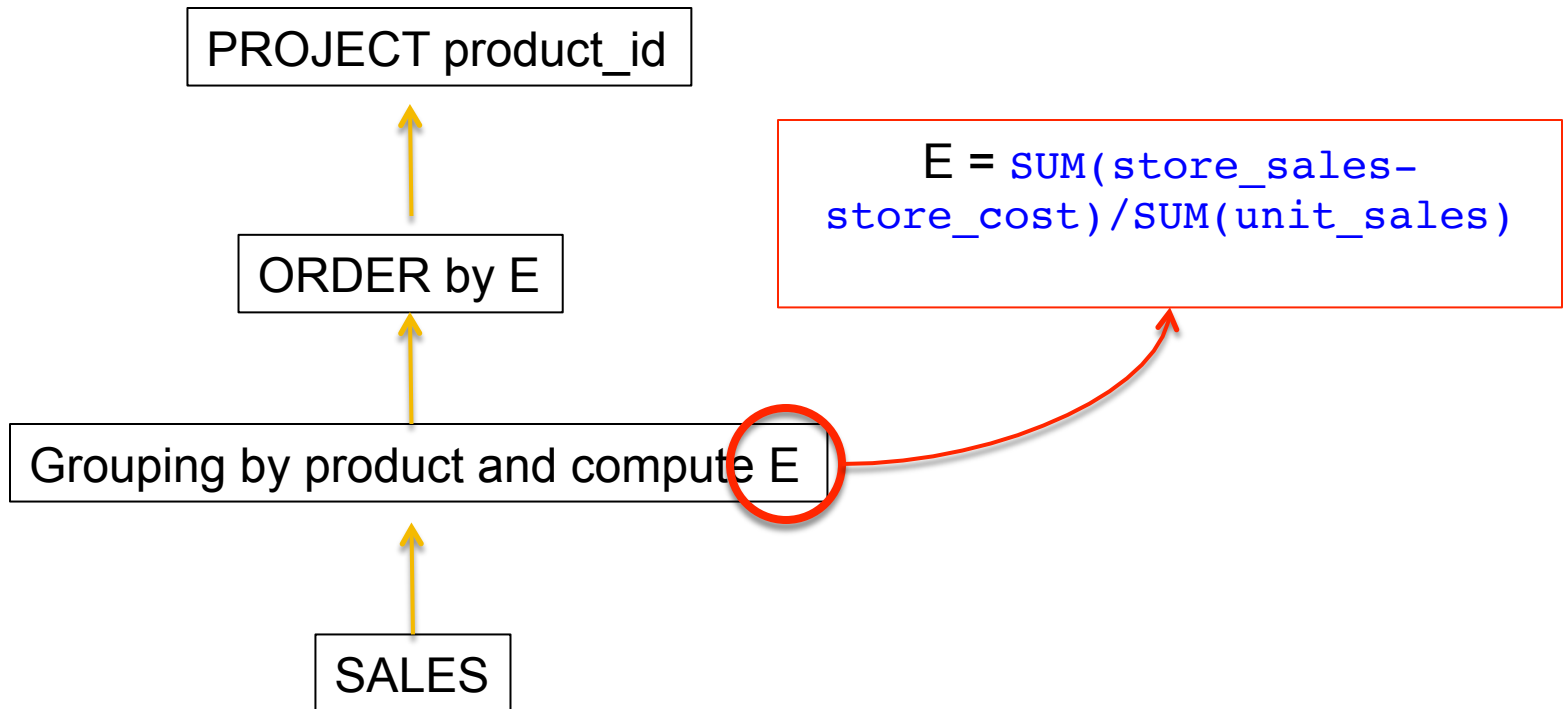 PROJECT product_id
E = SUM(store_sales-
store_cost)/SUM(unit_sales)
ORDER by E
Grouping by product and compute E
SALES